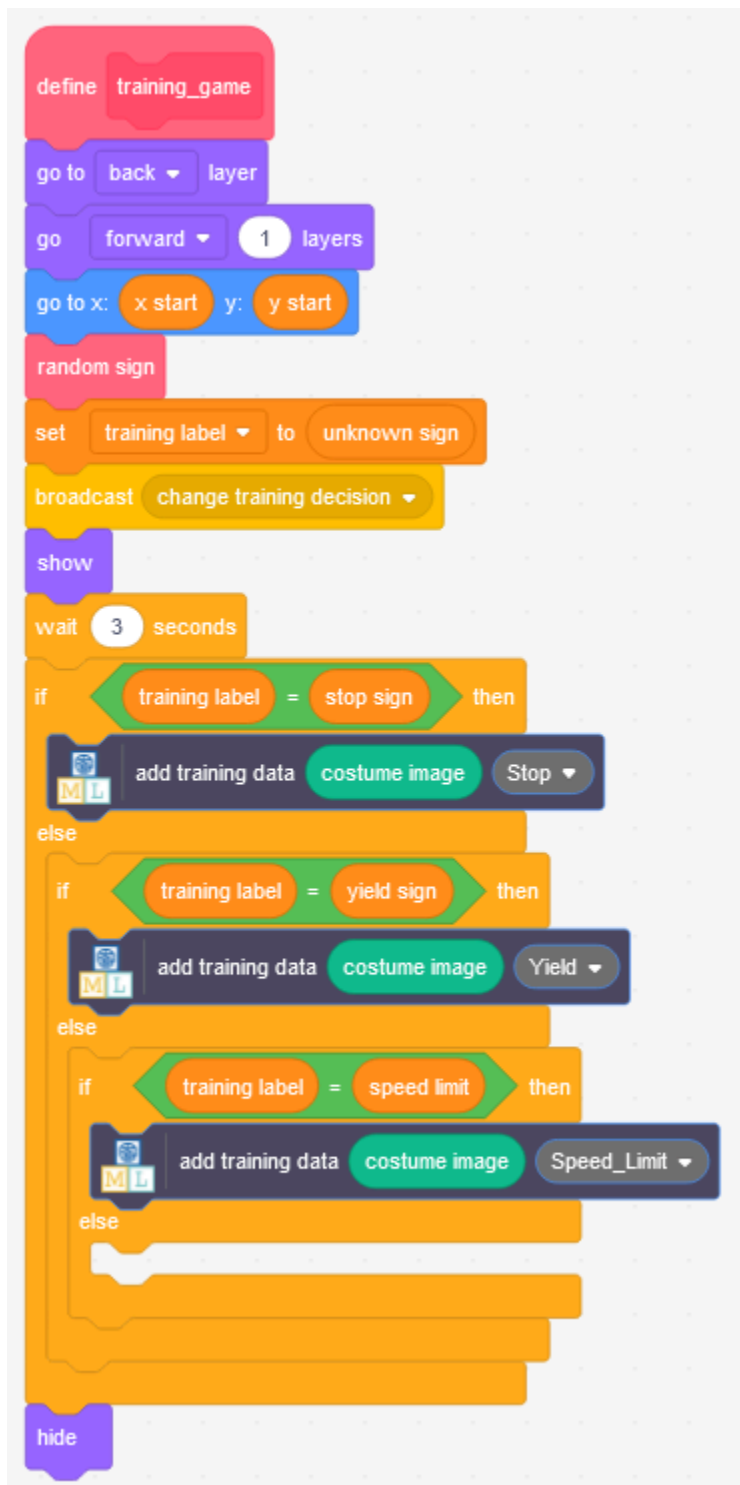 define training_game
go to back layer
go forward 1 layers
go to x: x start y: y start
random sign
set training label to unknown sign
broadcast change training decision
show
wait 3 seconds
if training label = stop sign then
ML add training data costume image Stop
else
if training label = yield sign then
ML add training data costume image Yield
else
if training label = speed limit then
ML add training data costume image Speed_Limit
else
hide